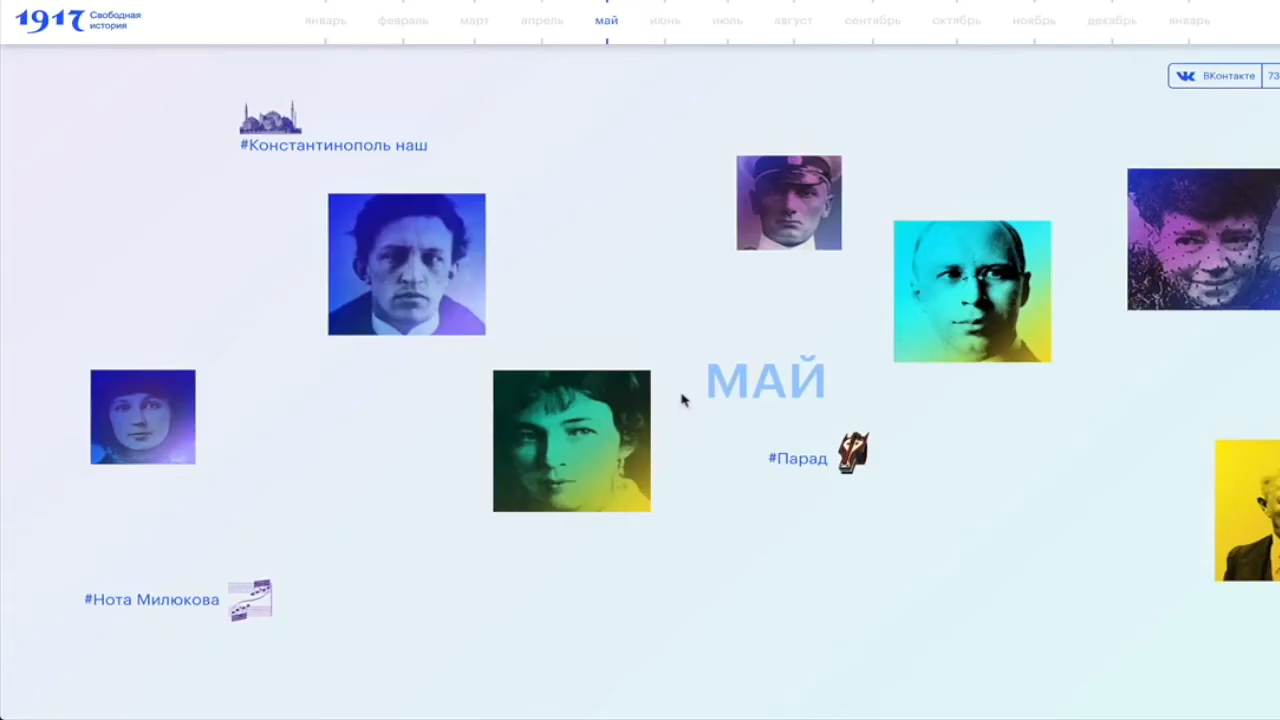 1917 Свободная
история
январь февраль март апрель май июнь июль август сентябрь октябрь ноябрь декабрь январь
ВКонтакте 73
#Константинополь наш
МАЙ
#Парад
#Нота Милюкова